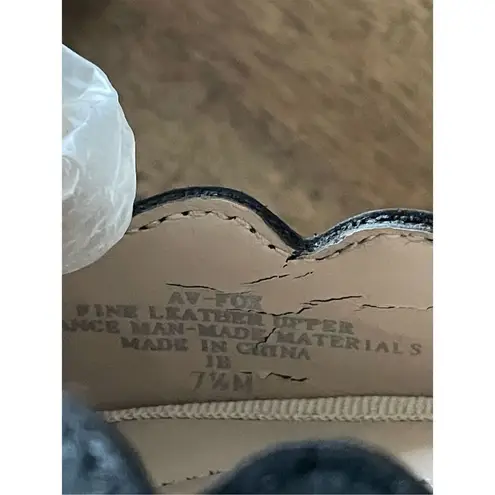 AV-FOX
FINE LEATHER UPPER
ANCE MAN-MADE MATERIALS
MADE IN CHINA
IB
7½M